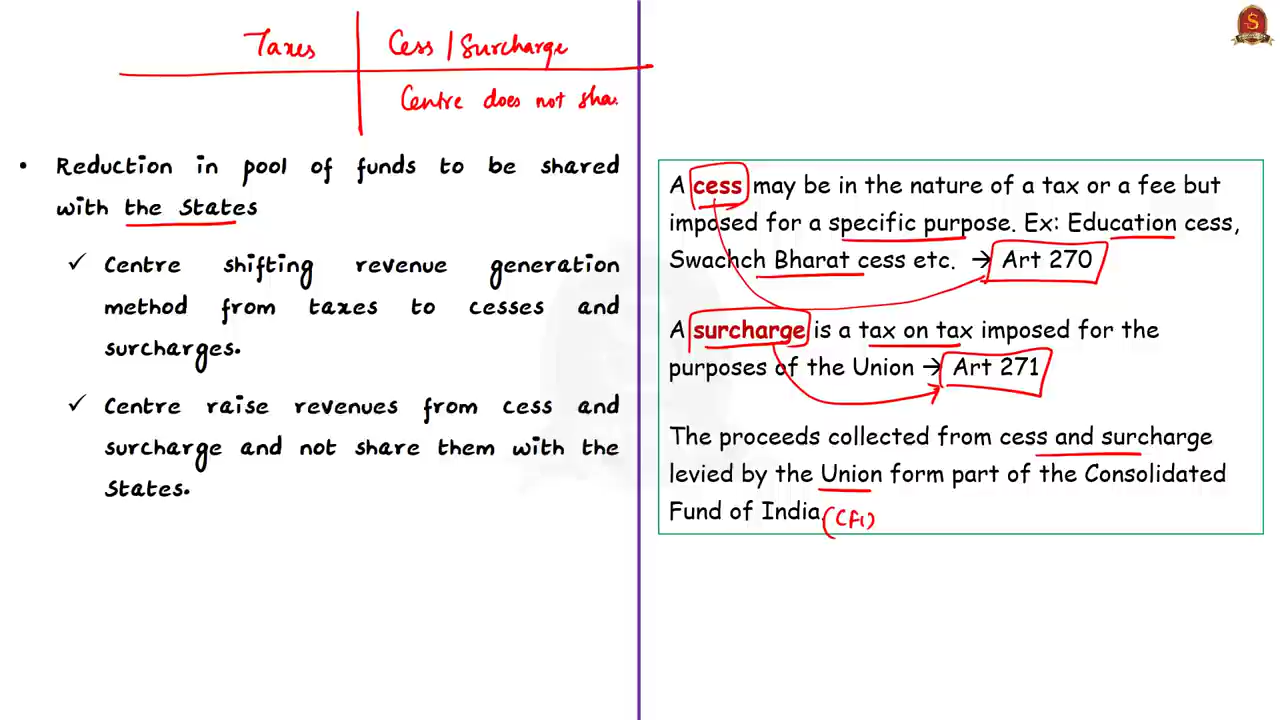 Taxes
Cess / Surcharge
Centre does not
• Reduction in pool of funds to be shared
with the States
✓ Centre shifting revenue generation
method from taxes to cesses and
surcharges.
✓ Centre raise revenues from cess and
surcharge and not share them with the
States.
A cess may be in the nature of a tax or a fee but
imposed for a specific purpose. Ex: Education cess,
Swachch Bharat cess etc. → Art 270
A surcharge is a tax on tax imposed for the
purposes of the Union → Art 271
The proceeds collected from cess and surcharge
levied by the Union form part of the Consolidated
Fund of India.
(CFI)